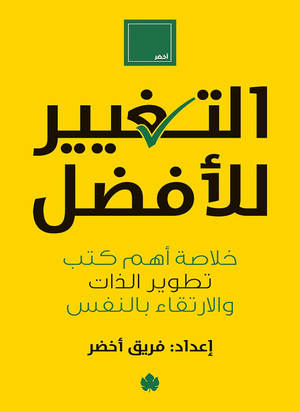 أخضر
التغيير
للأفضل
خلاصة أهم كتب
تطوير الذات
والارتقاء بالنفس
إعداد: فريق أخضر